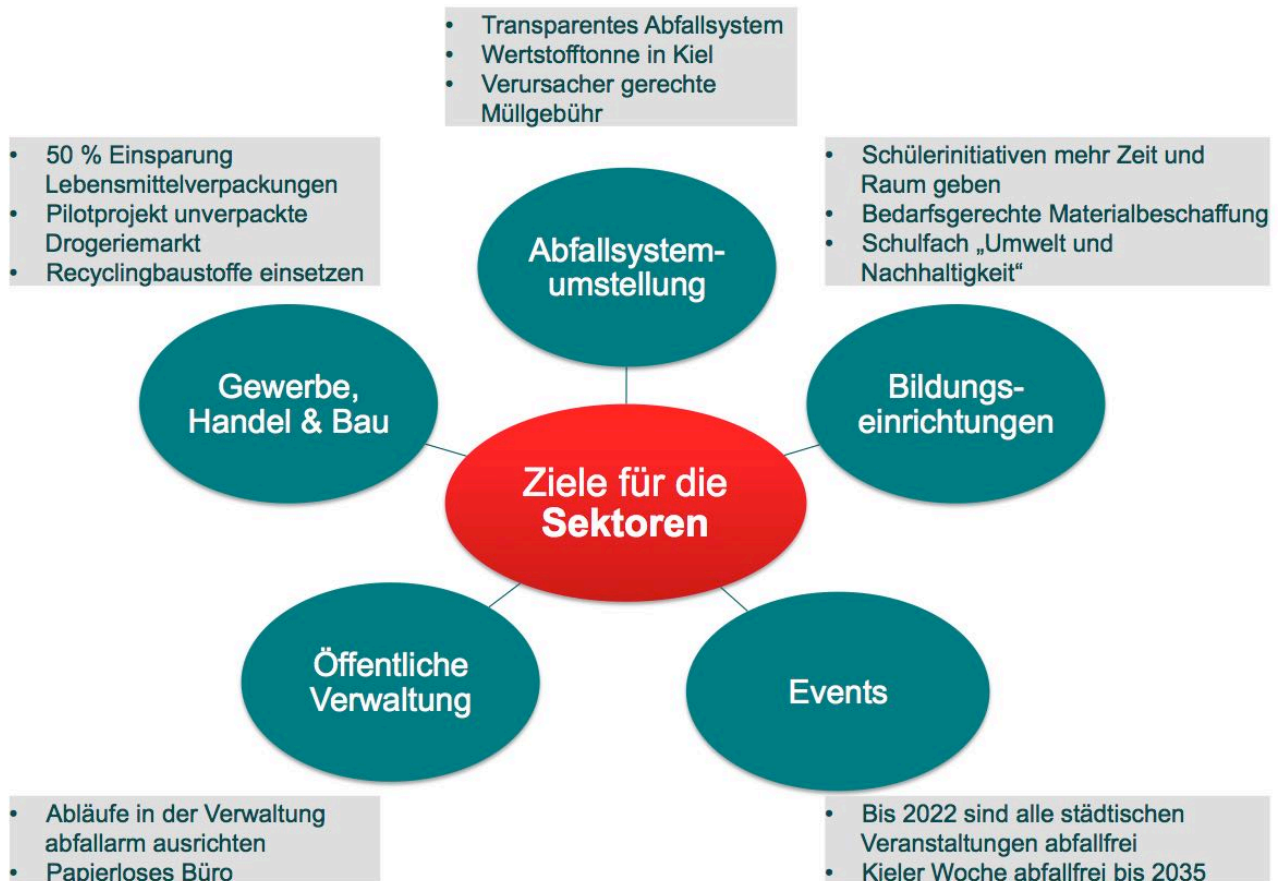 • Transparentes Abfallsystem
• Wertstofftonne in Kiel
• Verursacher gerechte
Müllgebühr
• 50 % Einsparung
Lebensmittelverpackungen
• Pilotprojekt unverpackte
Drogeriemarkt
• Recyclingbaustoffe einsetzen
• Schülerinitiativen mehr Zeit und
Raum geben
• Bedarfsgerechte Materialbeschaffung
• Schulfach „Umwelt und
Nachhaltigkeit“
Abfallsystem-
umstellung
Gewerbe,
Handel & Bau
Bildungs-
einrichtungen
Ziele für die
Sektoren
Öffentliche
Verwaltung
Events
• Abläufe in der Verwaltung
abfallarm ausrichten
• Papierloses Büro
• Bis 2022 sind alle städtischen
Veranstaltungen abfallfrei
• Kieler Woche abfallfrei bis 2035